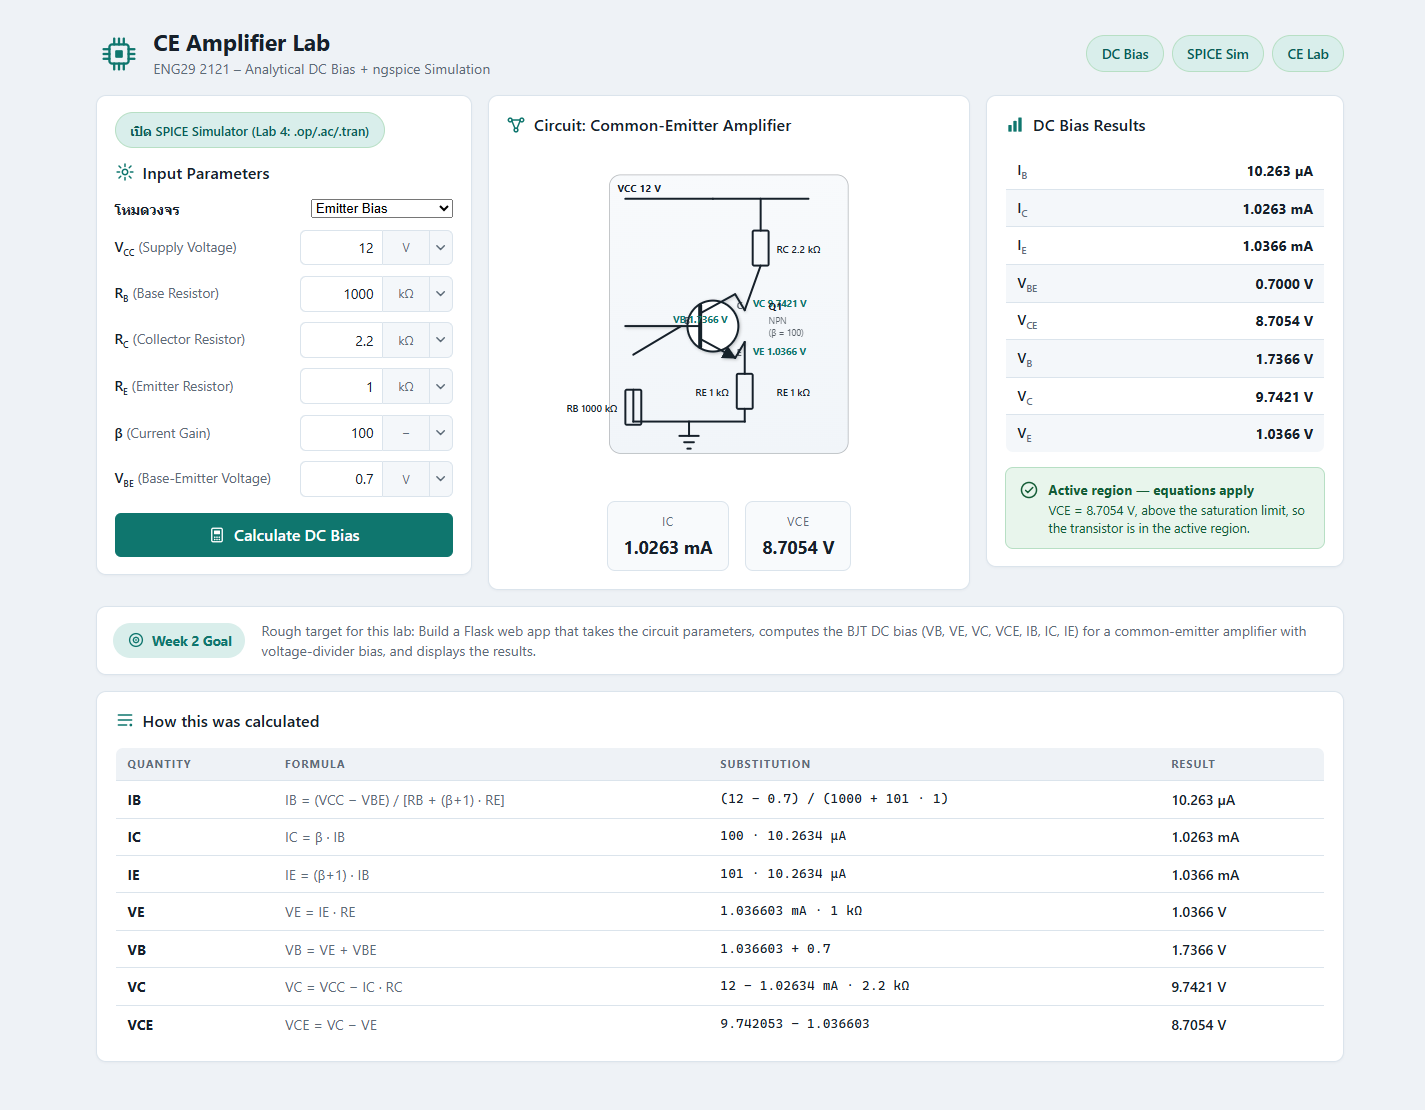 CE Amplifier Lab
ENG29 2121 – Analytical DC Bias + ngspice Simulation
DC Bias
SPICE Sim
CE Lab
เปิด SPICE Simulator (Lab 4: .op/.ac/.tran)
Input Parameters
โหมดวงจร
Emitter Bias
VCC (Supply Voltage)
12
V
RB (Base Resistor)
1000
kΩ
RC (Collector Resistor)
2.2
kΩ
RE (Emitter Resistor)
1
kΩ
β (Current Gain)
100
–
VBE (Base-Emitter Voltage)
0.7
V
Calculate DC Bias
Circuit: Common-Emitter Amplifier
VCC 12 V
RC 2.2 kΩ
VC 9.7421 V
Q1
NPN
(β = 100)
VB 1.7366 V
VE 1.0366 V
RE 1 kΩ
RE 1 kΩ
RB 1000 kΩ
IC
1.0263 mA
VCE
8.7054 V
DC Bias Results
IB
10.263 µA
IC
1.0263 mA
IE
1.0366 mA
VBE
0.7000 V
VCE
8.7054 V
VB
1.7366 V
VC
9.7421 V
VE
1.0366 V
Active region — equations apply
VCE = 8.7054 V, above the saturation limit, so
the transistor is in the active region.
Week 2 Goal
Rough target for this lab: Build a Flask web app that takes the circuit parameters, computes the BJT DC bias (VB, VE, VC, VCE, IB, IC, IE) for a common-emitter amplifier with
voltage-divider bias, and displays the results.
How this was calculated
QUANTITY FORMULA SUBSTITUTION RESULT
IB IB = (VCC − VBE) / [RB + (β+1) · RE] (12 − 0.7) / (1000 + 101 · 1) 10.263 µA
IC IC = β · IB 100 · 10.2634 µA 1.0263 mA
IE IE = (β+1) · IB 101 · 10.2634 µA 1.0366 mA
VE VE = IE · RE 1.036603 mA · 1 kΩ 1.0366 V
VB VB = VE + VBE 1.036603 + 0.7 1.7366 V
VC VC = VCC − IC · RC 12 − 1.02634 mA · 2.2 kΩ 9.7421 V
VCE VCE = VC − VE 9.742053 − 1.036603 8.7054 V